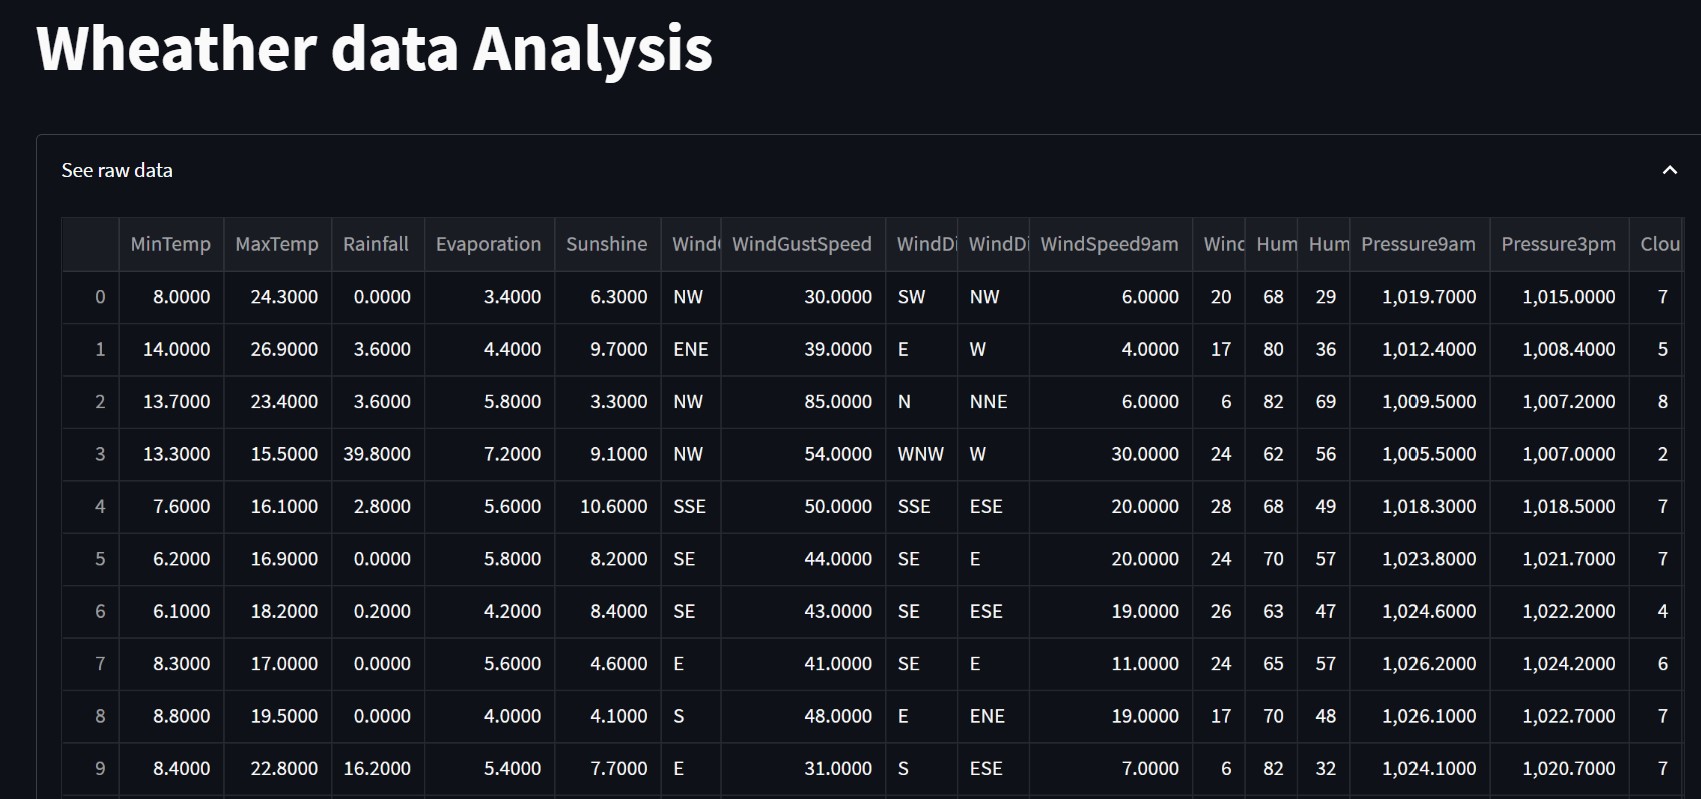 Wheather data Analysis
See raw data
MinTemp MaxTemp Rainfall Evaporation Sunshine Wind WindGustSpeed WindDi WindDi WindSpeed9am Wind Hum Hum Pressure9am Pressure3pm Clou
0 8.0000 24.3000 0.0000 3.4000 6.3000 NW 30.0000 SW NW 6.0000 20 68 29 1,019.7000 1,015.0000 7
1 14.0000 26.9000 3.6000 4.4000 9.7000 ENE 39.0000 E W 4.0000 17 80 36 1,012.4000 1,008.4000 5
2 13.7000 23.4000 3.6000 5.8000 3.3000 NW 85.0000 N NNE 6.0000 6 82 69 1,009.5000 1,007.2000 8
3 13.3000 15.5000 39.8000 7.2000 9.1000 NW 54.0000 WNW W 30.0000 24 62 56 1,005.5000 1,007.0000 2
4 7.6000 16.1000 2.8000 5.6000 10.6000 SSE 50.0000 SSE ESE 20.0000 28 68 49 1,018.3000 1,018.5000 7
5 6.2000 16.9000 0.0000 5.8000 8.2000 SE 44.0000 SE E 20.0000 24 70 57 1,023.8000 1,021.7000 7
6 6.1000 18.2000 0.2000 4.2000 8.4000 SE 43.0000 SE ESE 19.0000 26 63 47 1,024.6000 1,022.2000 4
7 8.3000 17.0000 0.0000 5.6000 4.6000 E 41.0000 SE E 11.0000 24 65 57 1,026.2000 1,024.2000 6
8 8.8000 19.5000 0.0000 4.0000 4.1000 S 48.0000 E ENE 19.0000 17 70 48 1,026.1000 1,022.7000 7
9 8.4000 22.8000 16.2000 5.4000 7.7000 E 31.0000 S ESE 7.0000 6 82 32 1,024.1000 1,020.7000 7